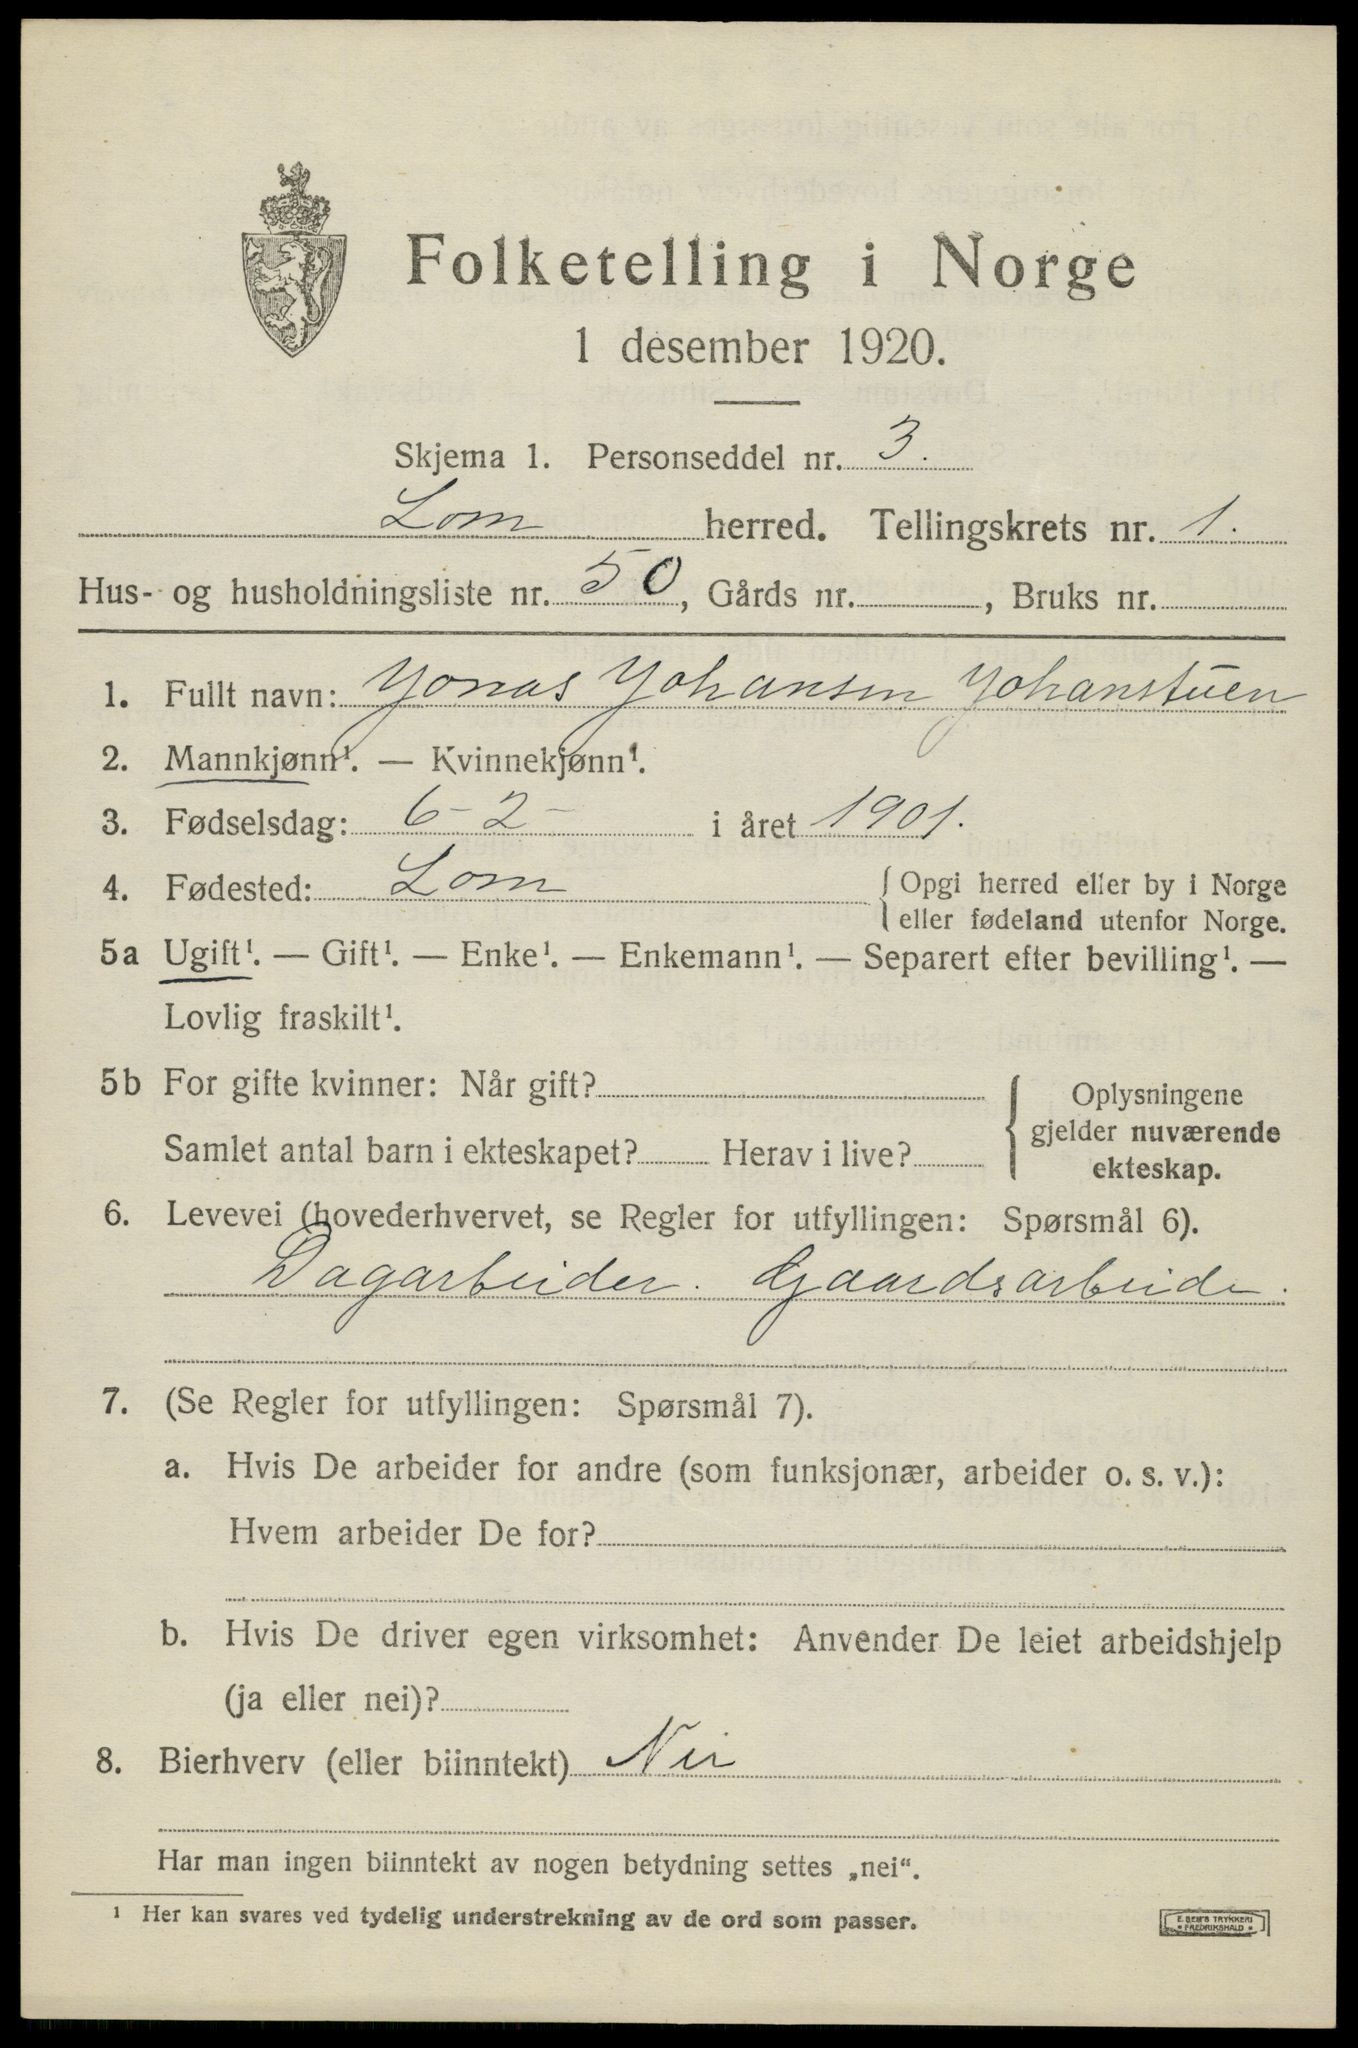 Folketelling i Norge
1 desember 1920.
Skjema 1. Personseddel nr. 3.
Lom herred. Tellingskrets nr. 1.
Hus- og husholdningsliste nr. 50, Gårds nr. , Bruks nr.
1. Fullt navn: Yonas Yohansen Yohanstuen
2. Mannkjønn¹. — Kvinnekjønn¹.
3. Fødselsdag: 6-2- i året 1901.
4. Fødested: Lom { Opgi herred eller by i Norge
eller fødeland utenfor Norge.
5a Ugift¹. — Gift¹. — Enke¹. — Enkemann¹. — Separert efter bevilling¹. —
Lovlig fraskilt¹.
5b For gifte kvinner: Når gift?
Samlet antal barn i ekteskapet? Herav i live?
{ Oplysningene
gjelder nuværende
ekteskap.
6. Levevei (hovederhvervet, se Regler for utfyllingen: Spørsmål 6).
Dagarbeider. Gaardsarbeide.
7. (Se Regler for utfyllingen: Spørsmål 7).
a. Hvis De arbeider for andre (som funksjonær, arbeider o. s. v.):
Hvem arbeider De for?
b. Hvis De driver egen virksomhet: Anvender De leiet arbeidshjelp
(ja eller nei)?
8. Bierhverv (eller biinntekt) Nei
Har man ingen biinntekt av nogen betydning settes „nei“.
¹ Her kan svares ved tydelig understrekning av de ord som passer.
E. SEM'S TRYKKERI
* FREDRIKSHALD *